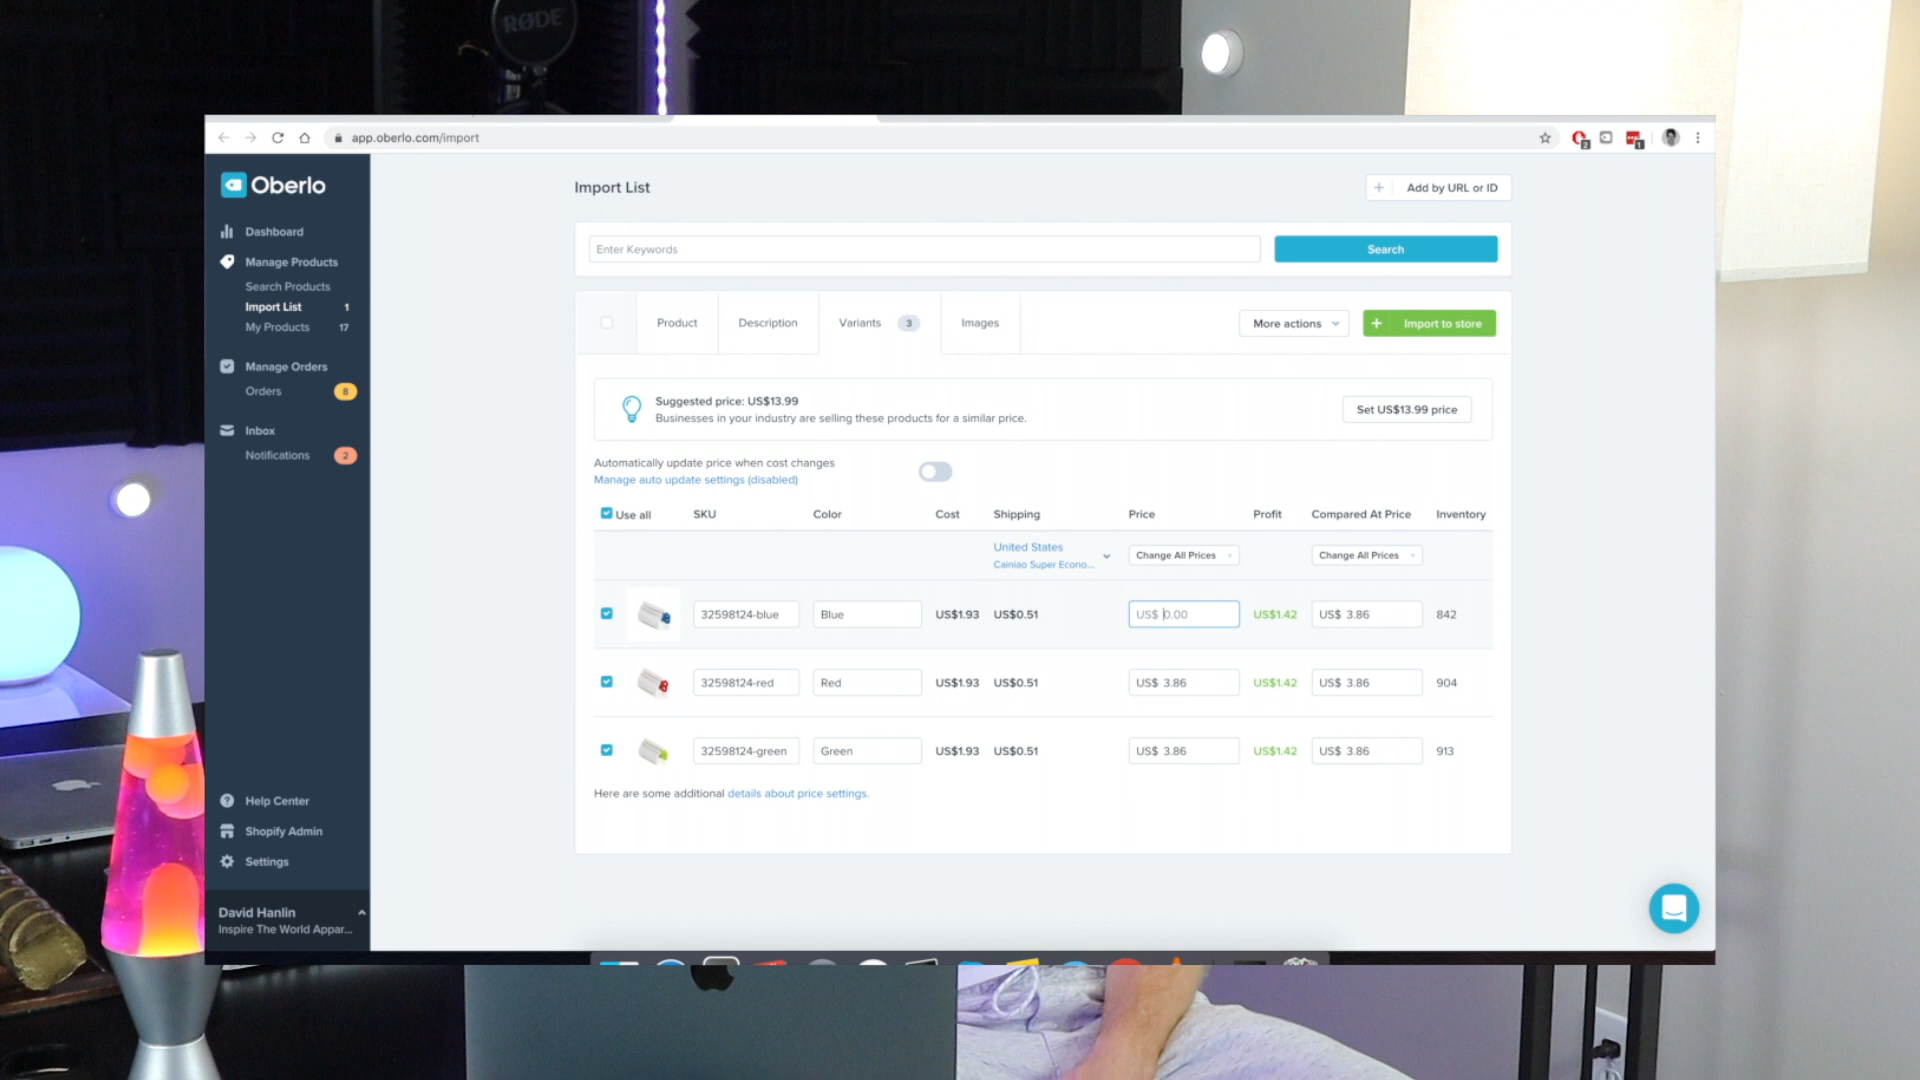 RØDE
app.oberlo.com/import
2
1
Oberlo
Dashboard
Manage Products
Search Products
Import List 1
My Products 17
Manage Orders
Orders 8
Inbox
Notifications 2
Help Center
Shopify Admin
Settings
David Hanlin
Inspire The World Appar...
Import List
Add by URL or ID
Enter Keywords
Search
Product Description Variants 3 Images More actions + Import to store
Suggested price: US$13.99
Businesses in your industry are selling these products for a similar price.
Set US$13.99 price
Automatically update price when cost changes
Manage auto update settings (disabled)
Use all SKU Color Cost Shipping Price Profit Compared At Price Inventory
United States
Cainiao Super Econo...
Change All Prices Change All Prices
32598124-blue Blue US$1.93 US$0.51 US$ 0.00 US$1.42 US$ 3.86 842
32598124-red Red US$1.93 US$0.51 US$ 3.86 US$1.42 US$ 3.86 904
32598124-green Green US$1.93 US$0.51 US$ 3.86 US$1.42 US$ 3.86 913
Here are some additional details about price settings.